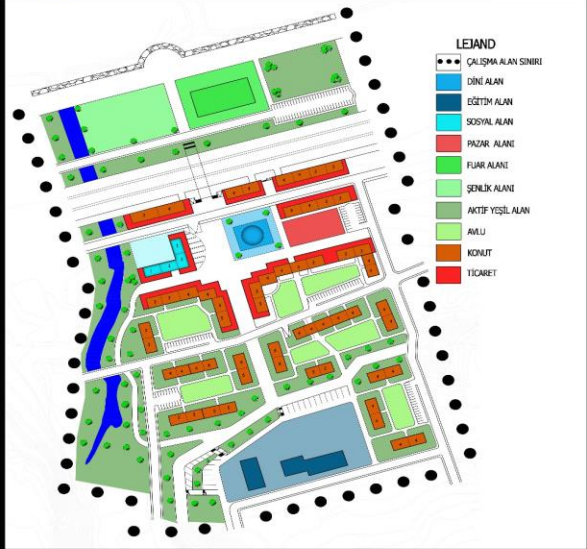 LEJAND
ÇALIŞMA ALAN SINIRI
DİNİ ALAN
EĞİTİM ALAN
SOSYAL ALAN
PAZAR ALANI
FUAR ALANI
ŞENLİK ALANI
AKTİF YEŞİL ALAN
AVLU
KONUT
TİCARET